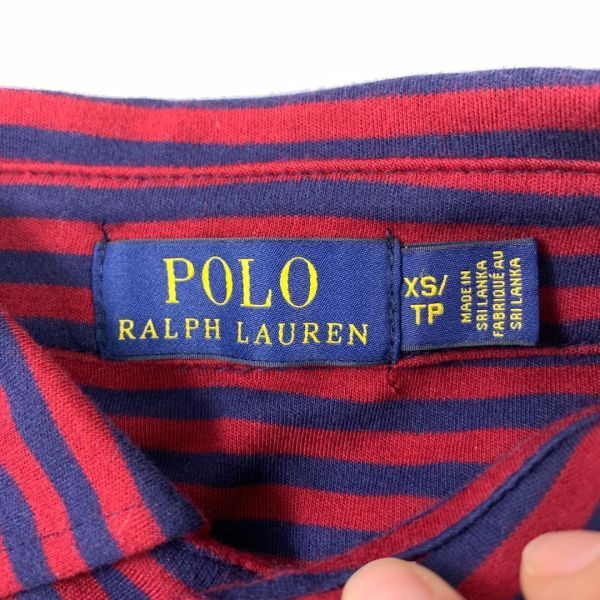 POLO
RALPH LAUREN
XS/
TP
MADE IN
SRI LANKA
FABRIQUÉ AU
SRI LANKA